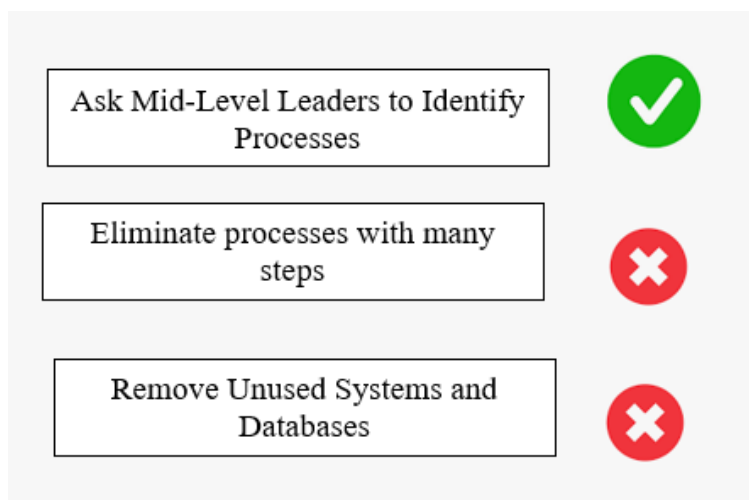 Ask Mid-Level Leaders to Identify
Processes
Eliminate processes with many
steps
Remove Unused Systems and
Databases